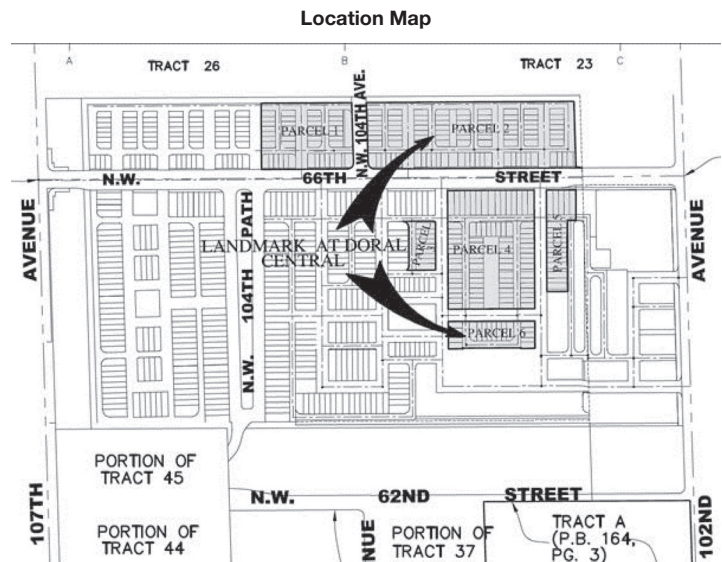 Location Map
A
B
C
TRACT 26
TRACT 23
N.W. 104TH AVE.
PARCEL 1
PARCEL 2
N.W. 66TH STREET
AVENUE
AVENUE
N.W. 104TH PATH
LANDMARK AT DORAL
CENTRAL
PARCEL
PARCEL 4
PARCEL 5
PARCEL 6
PORTION OF
TRACT 45
N.W. 62ND STREET
107TH
PORTION OF
TRACT 44
NUE
PORTION OF
TRACT 37
TRACT A
(P.B. 164,
PG. 3)
102ND